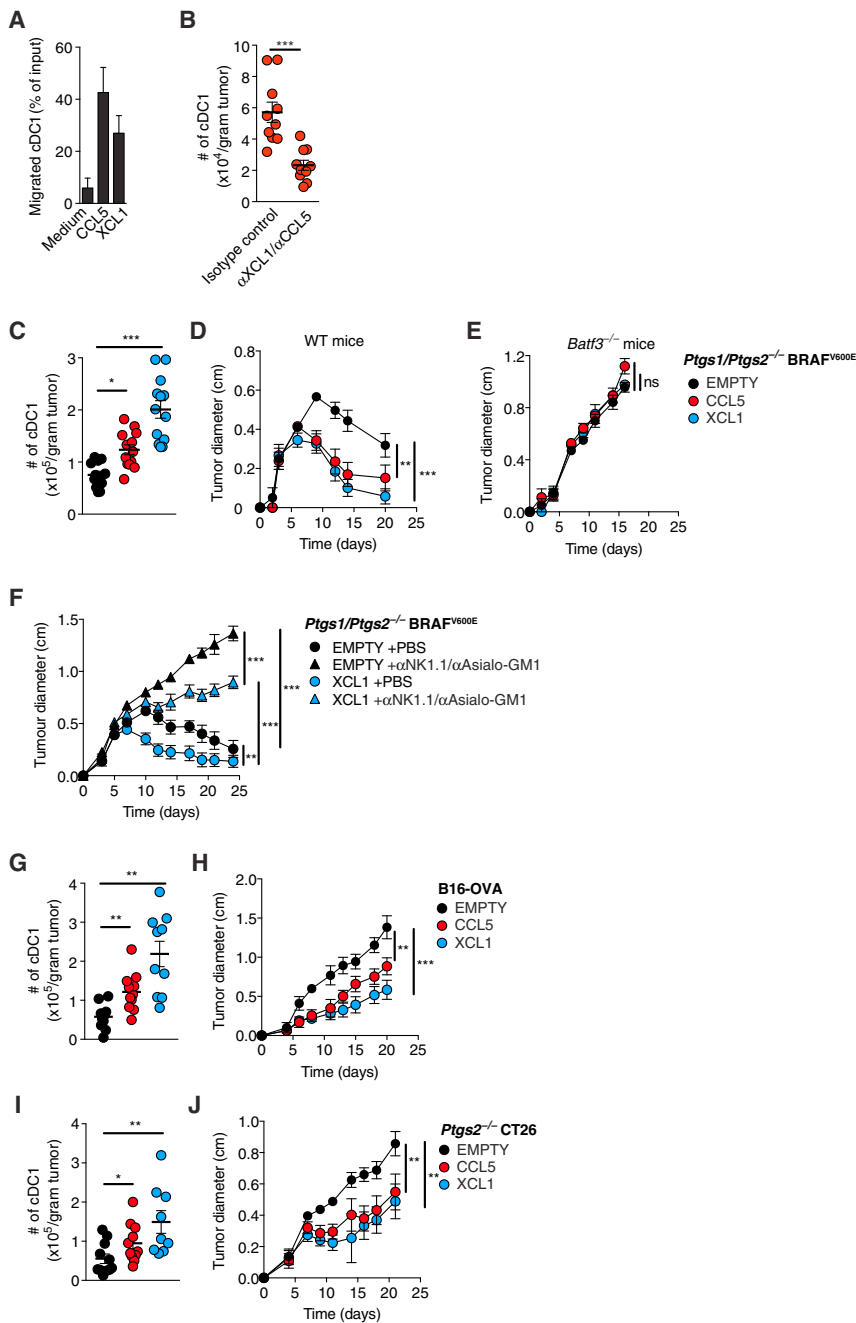 A
Migrated cDC1 (% of input)
60
40
20
0
Medium
CCL5
XCL1
B
# of cDC1
(x10⁴/gram tumor)
10
8
6
4
2
0
***
Isotype control
αXCL1/αCCL5
C
# of cDC1
(x10⁵/gram tumor)
3
2
1
0
***
*
D
WT mice
Tumor diameter (cm)
0.8
0.6
0.4
0.2
0
0 5 10 15 20 25
Time (days)
**
***
E
Batf3⁻/⁻ mice
Tumor diameter (cm)
1.2
0.8
0.4
0.0
0 5 10 15 20
Time (days)
ns
Ptgs1/Ptgs2⁻/⁻ BRAFV600E
EMPTY
CCL5
XCL1
F
Tumour diameter (cm)
1.5
1.0
0.5
0.0
0 5 10 15 20 25
Time (days)
***
**
***
***
Ptgs1/Ptgs2⁻/⁻ BRAFV600E
EMPTY +PBS
EMPTY +αNK1.1/αAsialo-GM1
XCL1 +PBS
XCL1 +αNK1.1/αAsialo-GM1
G
# of cDC1
(x10⁵/gram tumor)
4
3
2
1
0
**
**
H
Tumor diameter (cm)
2.0
1.5
1.0
0.5
0.0
0 5 10 15 20 25
Time (days)
**
***
B16-OVA
EMPTY
CCL5
XCL1
I
# of cDC1
(x10⁵/gram tumor)
4
3
2
1
0
**
*
J
Tumor diameter (cm)
1.0
0.8
0.6
0.4
0.2
0.0
0 5 10 15 20 25
Time (days)
**
**
Ptgs2⁻/⁻ CT26
EMPTY
CCL5
XCL1